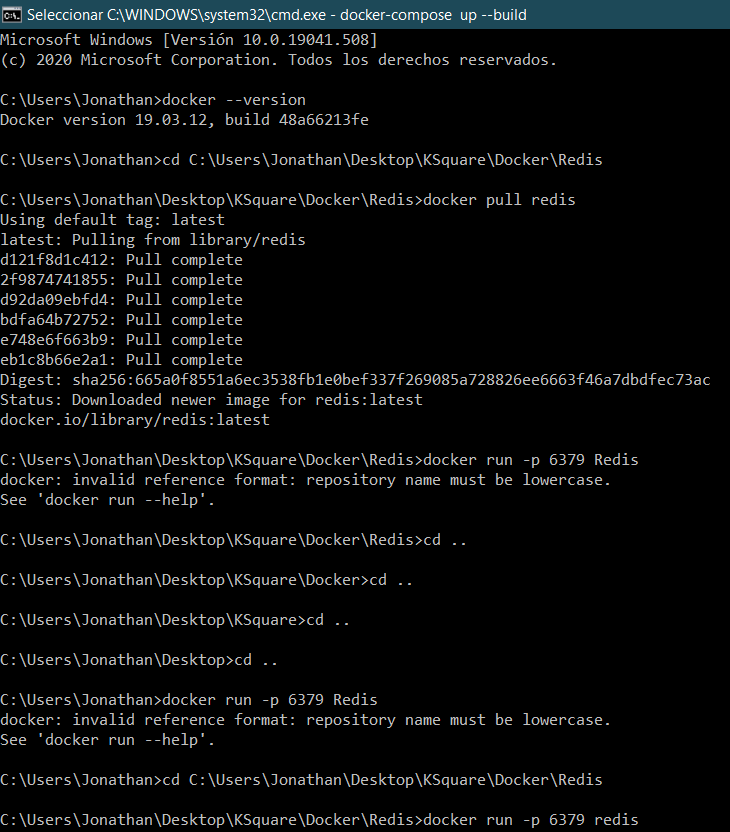 Seleccionar C:\WINDOWS\system32\cmd.exe - docker-compose  up --build
Microsoft Windows [Versión 10.0.19041.508]
(c) 2020 Microsoft Corporation. Todos los derechos reservados.
C:\Users\Jonathan>docker --version
Docker version 19.03.12, build 48a66213fe
C:\Users\Jonathan>cd C:\Users\Jonathan\Desktop\KSquare\Docker\Redis
C:\Users\Jonathan\Desktop\KSquare\Docker\Redis>docker pull redis
Using default tag: latest
latest: Pulling from library/redis
d121f8d1c412: Pull complete
2f9874741855: Pull complete
d92da09ebfd4: Pull complete
bdfa64b72752: Pull complete
e748e6f663b9: Pull complete
eb1c8b66e2a1: Pull complete
Digest: sha256:665a0f8551a6ec3538fb1e0bef337f269085a728826ee6663f46a7dbdfec73ac
Status: Downloaded newer image for redis:latest
docker.io/library/redis:latest
C:\Users\Jonathan\Desktop\KSquare\Docker\Redis>docker run -p 6379 Redis
docker: invalid reference format: repository name must be lowercase.
See 'docker run --help'.
C:\Users\Jonathan\Desktop\KSquare\Docker\Redis>cd ..
C:\Users\Jonathan\Desktop\KSquare\Docker>cd ..
C:\Users\Jonathan\Desktop\KSquare>cd ..
C:\Users\Jonathan\Desktop>cd ..
C:\Users\Jonathan>docker run -p 6379 Redis
docker: invalid reference format: repository name must be lowercase.
See 'docker run --help'.
C:\Users\Jonathan>cd C:\Users\Jonathan\Desktop\KSquare\Docker\Redis
C:\Users\Jonathan\Desktop\KSquare\Docker\Redis>docker run -p 6379 redis